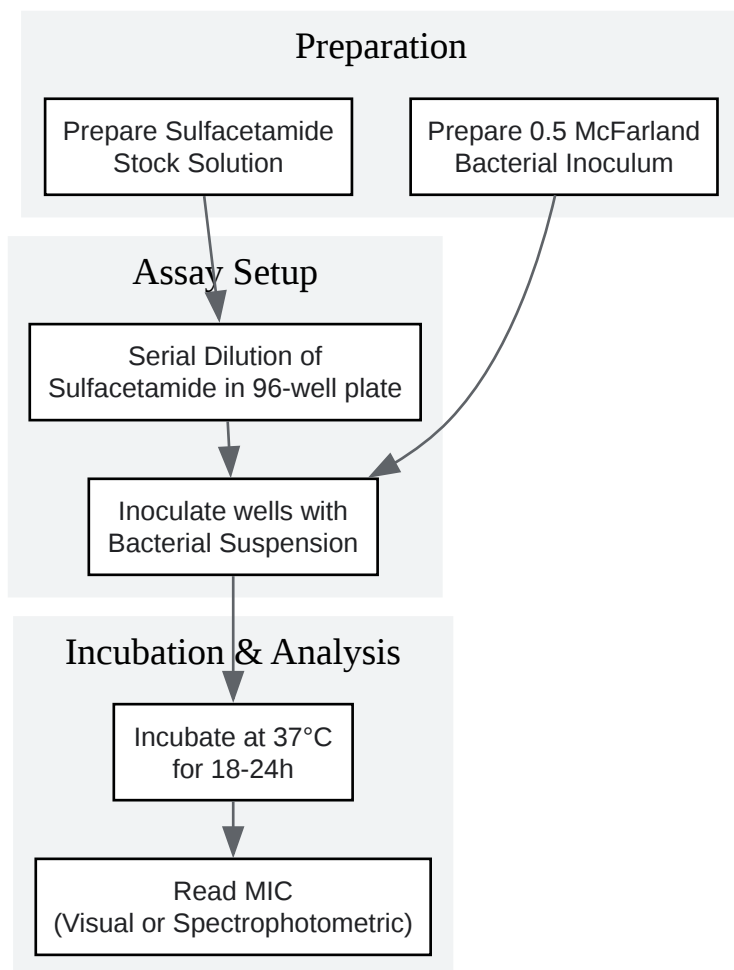 Preparation
Prepare Sulfacetamide
Stock Solution
Prepare 0.5 McFarland
Bacterial Inoculum
Assay Setup
Serial Dilution of
Sulfacetamide in 96-well plate
Inoculate wells with
Bacterial Suspension
Incubation & Analysis
Incubate at 37°C
for 18-24h
Read MIC
(Visual or Spectrophotometric)